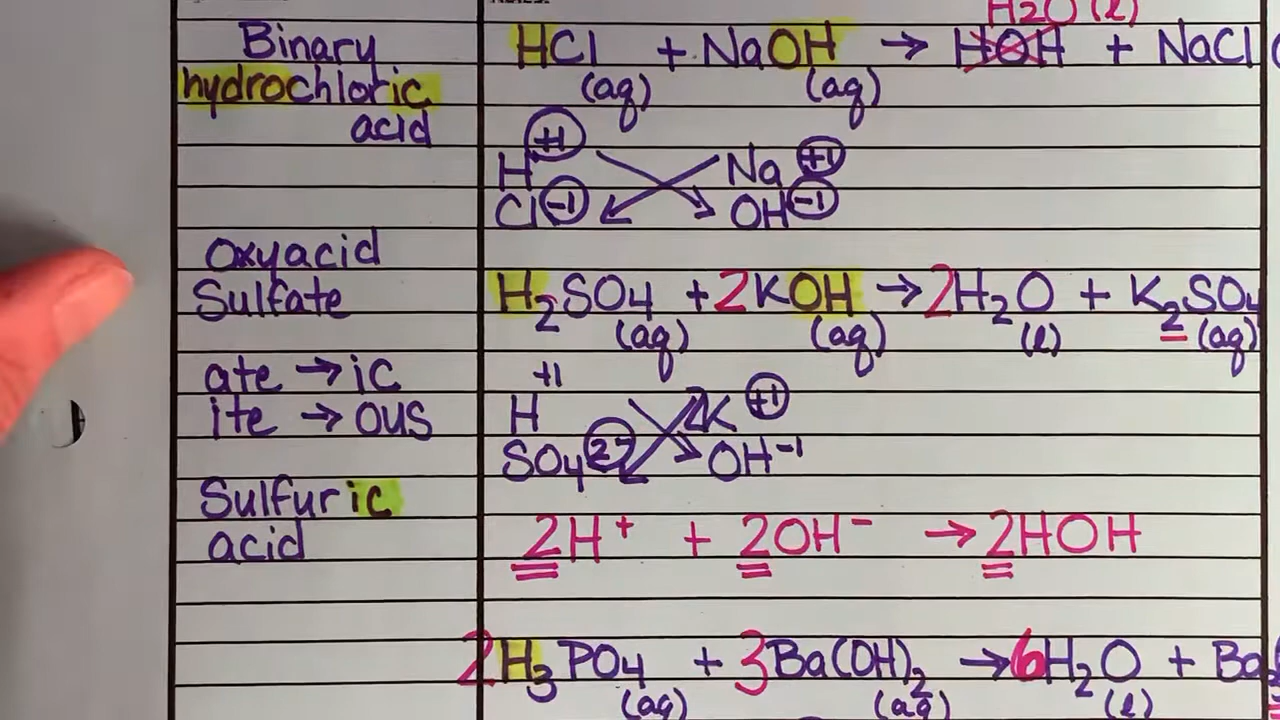 H2O (l)
Binary
hydrochloric
acid
HCl + NaOH → HOH + NaCl
(aq) (aq)
H +1 Na +1
Cl -1 OH -1
Oxyacid
Sulfate
H2SO4 + 2KOH → 2H2O + K2SO4
(aq) (aq) (l) (aq)
ate → ic
ite → ous
H +1 K +1
SO4 2- OH -1
Sulfuric
acid
2H+ + 2OH- → 2HOH
2H3PO4 + 3Ba(OH)2 → 6H2O + Ba
(aq) (aq) (l)